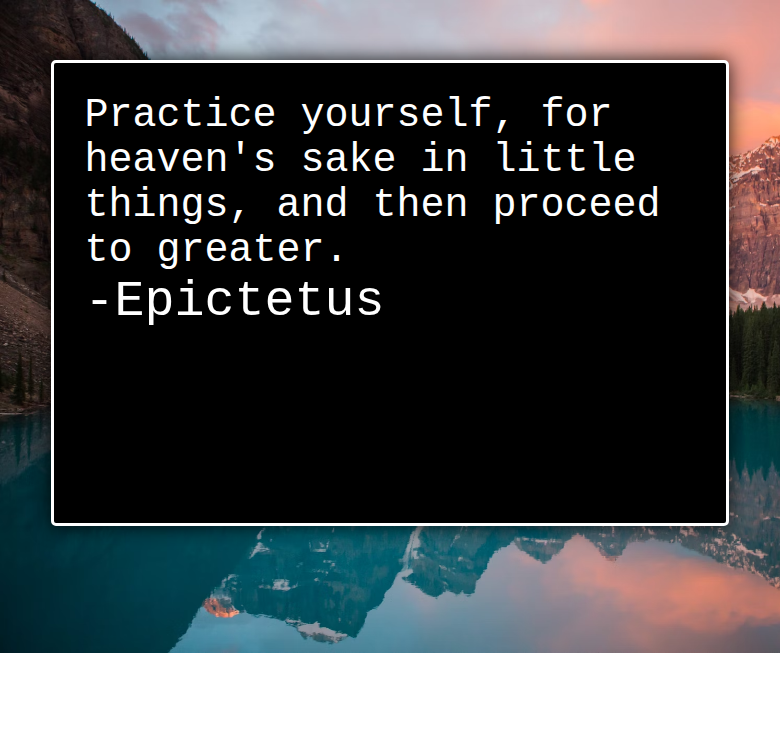 Practice yourself, for
heaven's sake in little
things, and then proceed
to greater.
-Epictetus